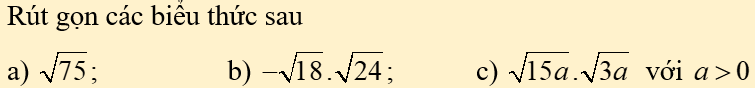 Rút gọn các biểu thức sau
a) √75; b) −√18.√24; c) √15a.√3a với a > 0